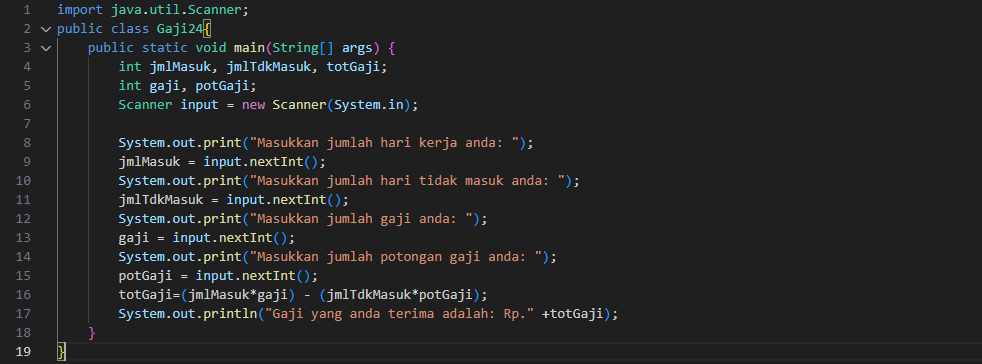 1 import java.util.Scanner;
2 public class Gaji24{
3 public static void main(String[] args) {
4 int jmlMasuk, jmlTdkMasuk, totGaji;
5 int gaji, potGaji;
6 Scanner input = new Scanner(System.in);
7
8 System.out.print("Masukkan jumlah hari kerja anda: ");
9 jmlMasuk = input.nextInt();
10 System.out.print("Masukkan jumlah hari tidak masuk anda: ");
11 jmlTdkMasuk = input.nextInt();
12 System.out.print("Masukkan jumlah gaji anda: ");
13 gaji = input.nextInt();
14 System.out.print("Masukkan jumlah potongan gaji anda: ");
15 potGaji = input.nextInt();
16 totGaji=(jmlMasuk*gaji) - (jmlTdkMasuk*potGaji);
17 System.out.println("Gaji yang anda terima adalah: Rp." +totGaji);
18 }
19 }